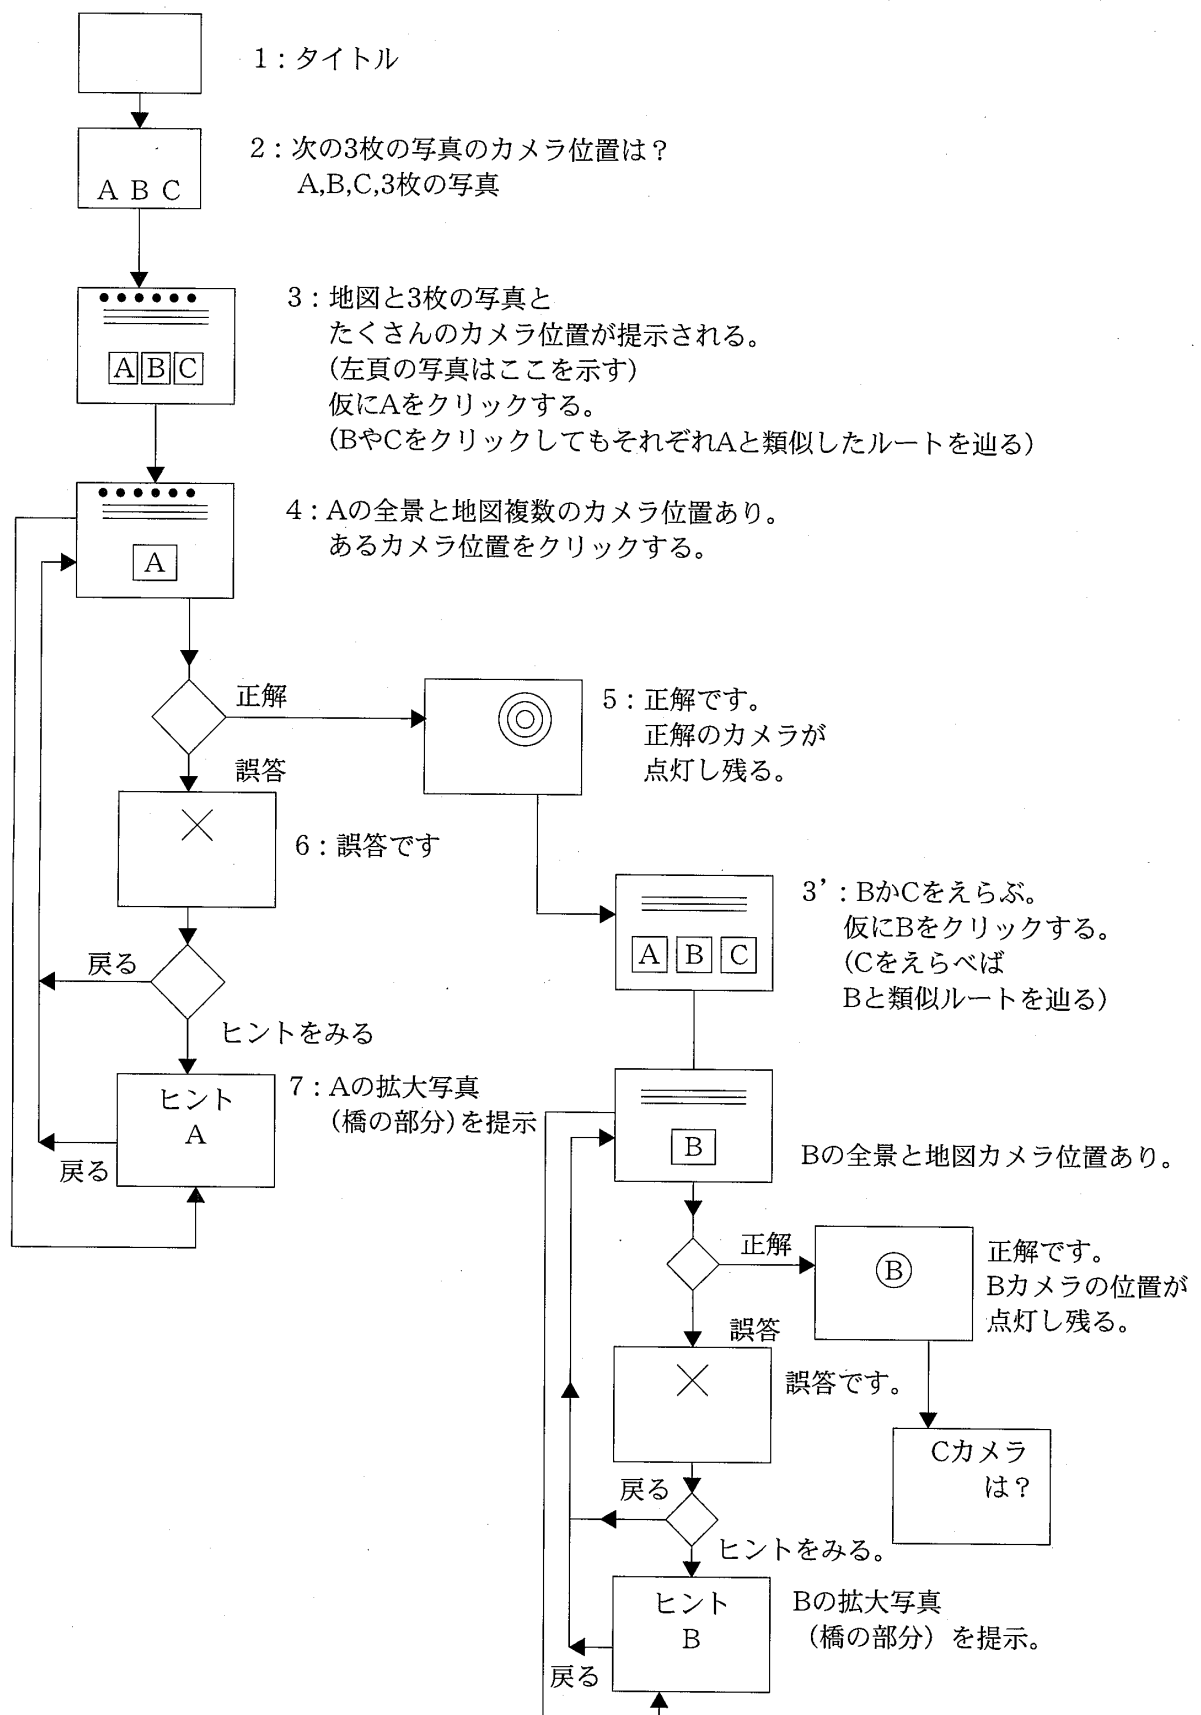 1：タイトル
2：次の3枚の写真のカメラ位置は？
A,B,C,3枚の写真
A B C
3：地図と3枚の写真と
たくさんのカメラ位置が提示される。
(左頁の写真はここを示す)
仮にAをクリックする。
(BやCをクリックしてもそれぞれAと類似したルートを辿る)
A B C
4：Aの全景と地図複数のカメラ位置あり。
あるカメラ位置をクリックする。
A
正解
5：正解です。
正解のカメラが
点灯し残る。
誤答
6：誤答です
3’：BかCをえらぶ。
仮にBをクリックする。
(Cをえらべば
Bと類似ルートを辿る)
A B C
戻る
ヒントをみる
ヒント
A
7：Aの拡大写真
(橋の部分)を提示
戻る
B
Bの全景と地図カメラ位置あり。
正解
B
正解です。
Bカメラの位置が
点灯し残る。
誤答
誤答です。
Cカメラ
は？
戻る
ヒントをみる。
ヒント
B
Bの拡大写真
（橋の部分）を提示。
戻る